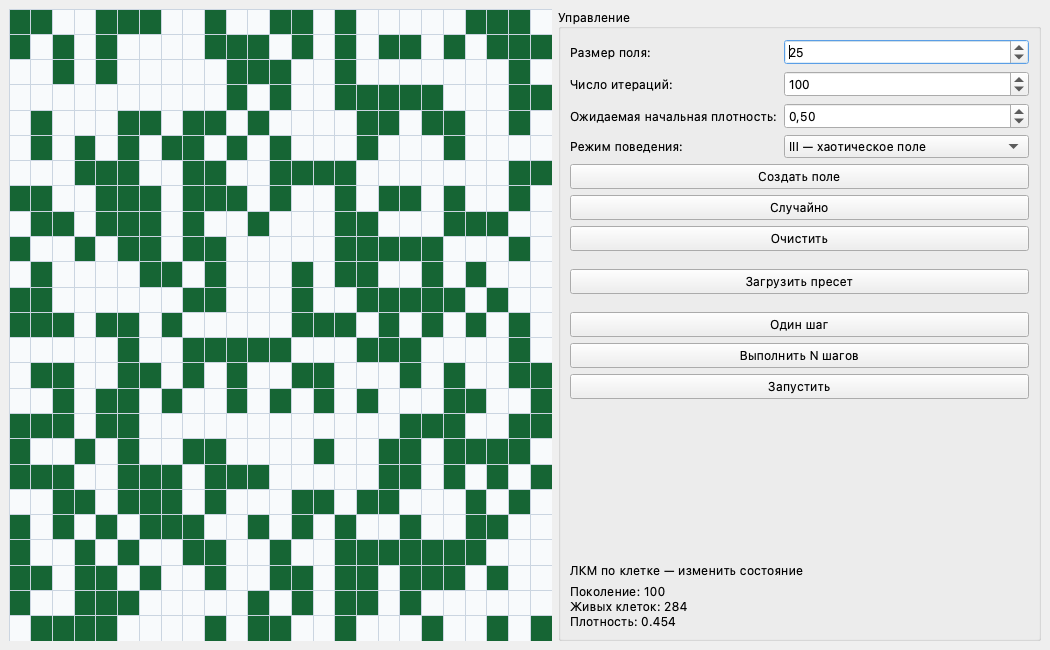 Управление
Размер поля: 25
Число итераций: 100
Ожидаемая начальная плотность: 0,50
Режим поведения: III — хаотическое поле
Создать поле
Случайно
Очистить
Загрузить пресет
Один шаг
Выполнить N шагов
Запустить
ЛКМ по клетке — изменить состояние
Поколение: 100
Живых клеток: 284
Плотность: 0.454